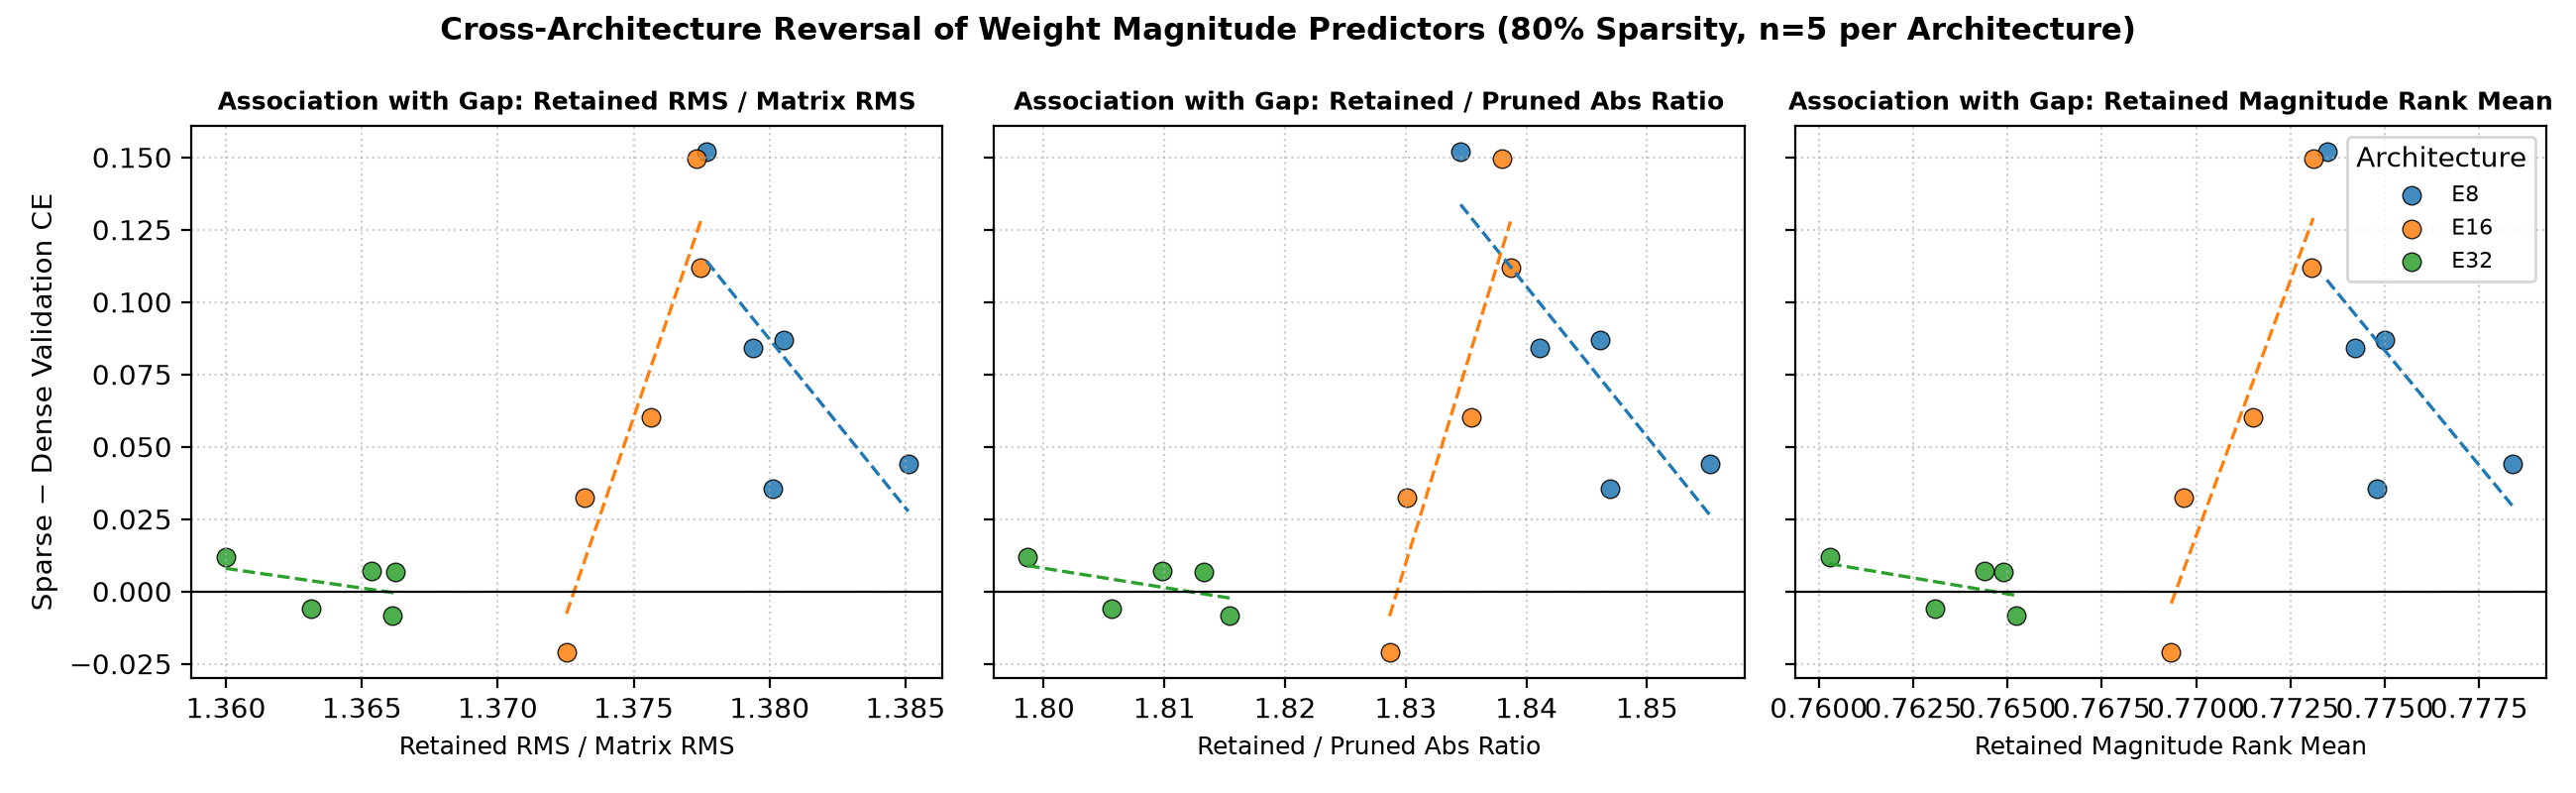 Cross-Architecture Reversal of Weight Magnitude Predictors (80% Sparsity, n=5 per Architecture)
Association with Gap: Retained RMS / Matrix RMS
Association with Gap: Retained / Pruned Abs Ratio
Association with Gap: Retained Magnitude Rank Mean
Sparse − Dense Validation CE
0.150
0.125
0.100
0.075
0.050
0.025
0.000
−0.025
Architecture
E8
E16
E32
1.360 1.365 1.370 1.375 1.380 1.385
Retained RMS / Matrix RMS
1.80 1.81 1.82 1.83 1.84 1.85
Retained / Pruned Abs Ratio
0.7600 0.7625 0.7650 0.7675 0.7700 0.7725 0.7750 0.7775
Retained Magnitude Rank Mean